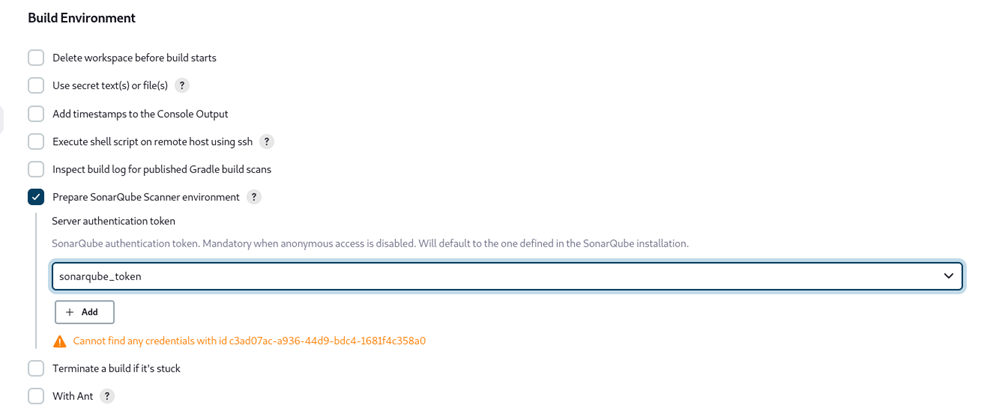 Build Environment
Delete workspace before build starts
Use secret text(s) or file(s) ?
Add timestamps to the Console Output
Execute shell script on remote host using ssh ?
Inspect build log for published Gradle build scans
Prepare SonarQube Scanner environment ?
Server authentication token
SonarQube authentication token. Mandatory when anonymous access is disabled. Will default to the one defined in the SonarQube installation.
sonarqube_token
+ Add
Cannot find any credentials with id c3ad07ac-a936-44d9-bdc4-1681f4c358a0
Terminate a build if it's stuck
With Ant ?